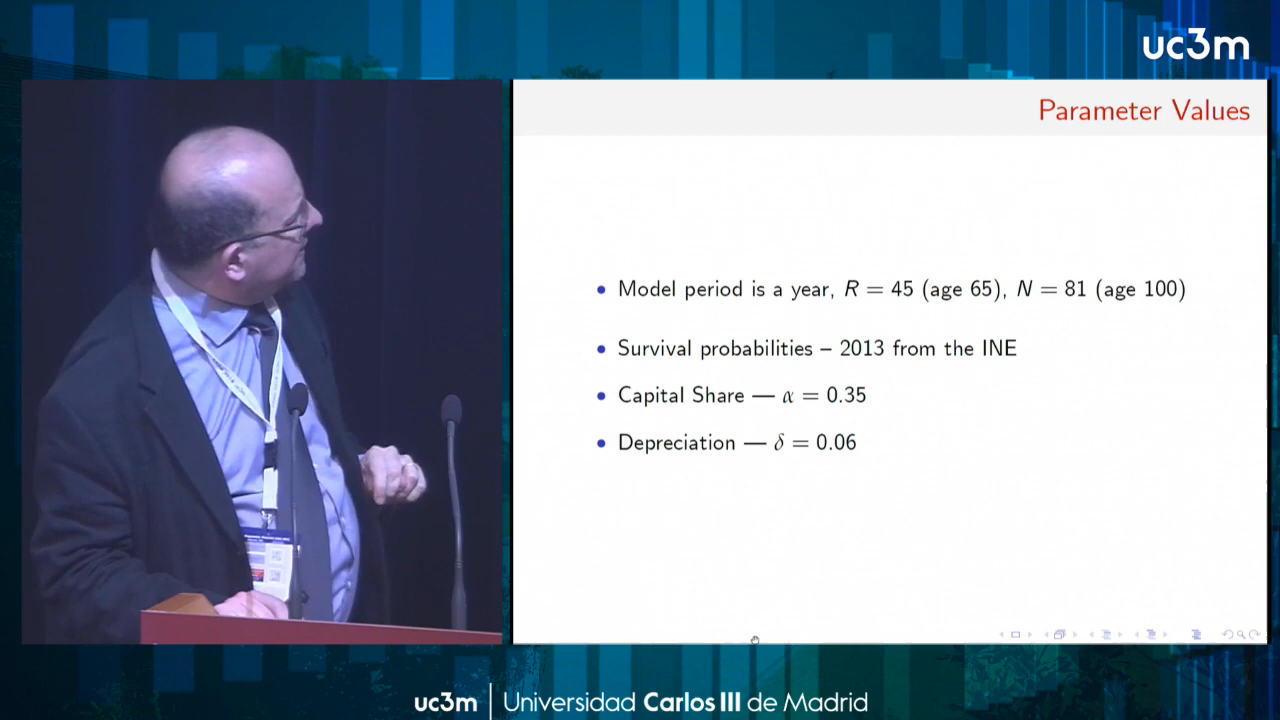 uc3m
Parameter Values
• Model period is a year, R = 45 (age 65), N = 81 (age 100)
• Survival probabilities – 2013 from the INE
• Capital Share — α = 0.35
• Depreciation — δ = 0.06
uc3m | Universidad Carlos III de Madrid